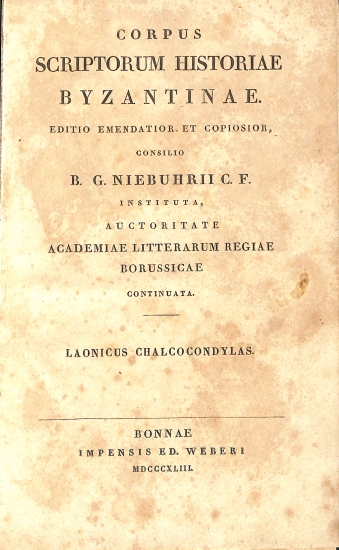 CORPUS
SCRIPTORUM HISTORIAE
BYZANTINAE.
EDITIO EMENDATIOR. ET COPIOSIOR,
CONSILIO
B. G. NIEBUHRII C. F.
INSTITUTA,
AUCTORITATE
ACADEMIAE LITTERARUM REGIAE
BORUSSICAE
CONTINUATA.
LAONICUS CHALCOCONDYLAS.
BONNAE
IMPENSIS ED. WEBERI
MDCCCXLIII.